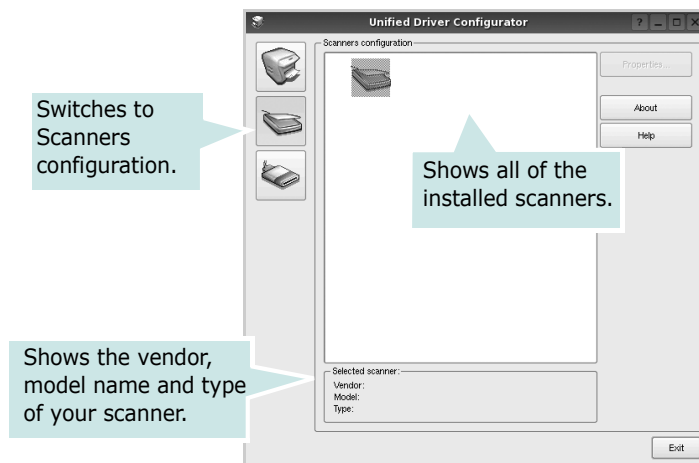 Unified Driver Configurator
Scanners configuration
Properties...
About
Help
Switches to
Scanners
configuration.
Shows all of the
installed scanners.
Shows the vendor,
model name and type
of your scanner.
Selected scanner:
Vendor:
Model:
Type:
Exit